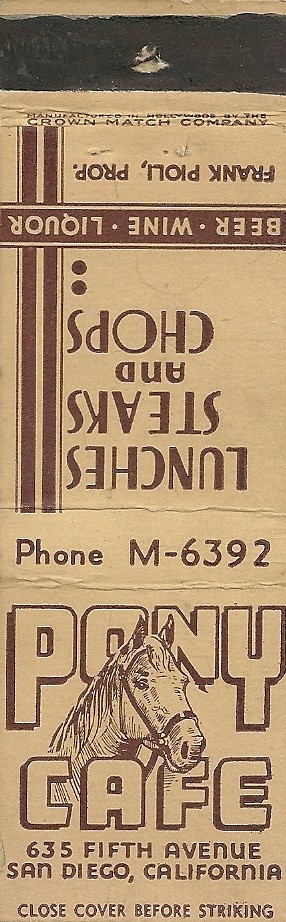 MANUFACTURED IN HOLLYWOOD BY THE
CROWN MATCH COMPANY
LUNCHES
STEAKS
AND
CHOPS
BEER · WINE · LIQUOR
FRANK PIOLI, PROP.
Phone M-6392
PONY
CAFE
635 FIFTH AVENUE
SAN DIEGO, CALIFORNIA
CLOSE COVER BEFORE STRIKING